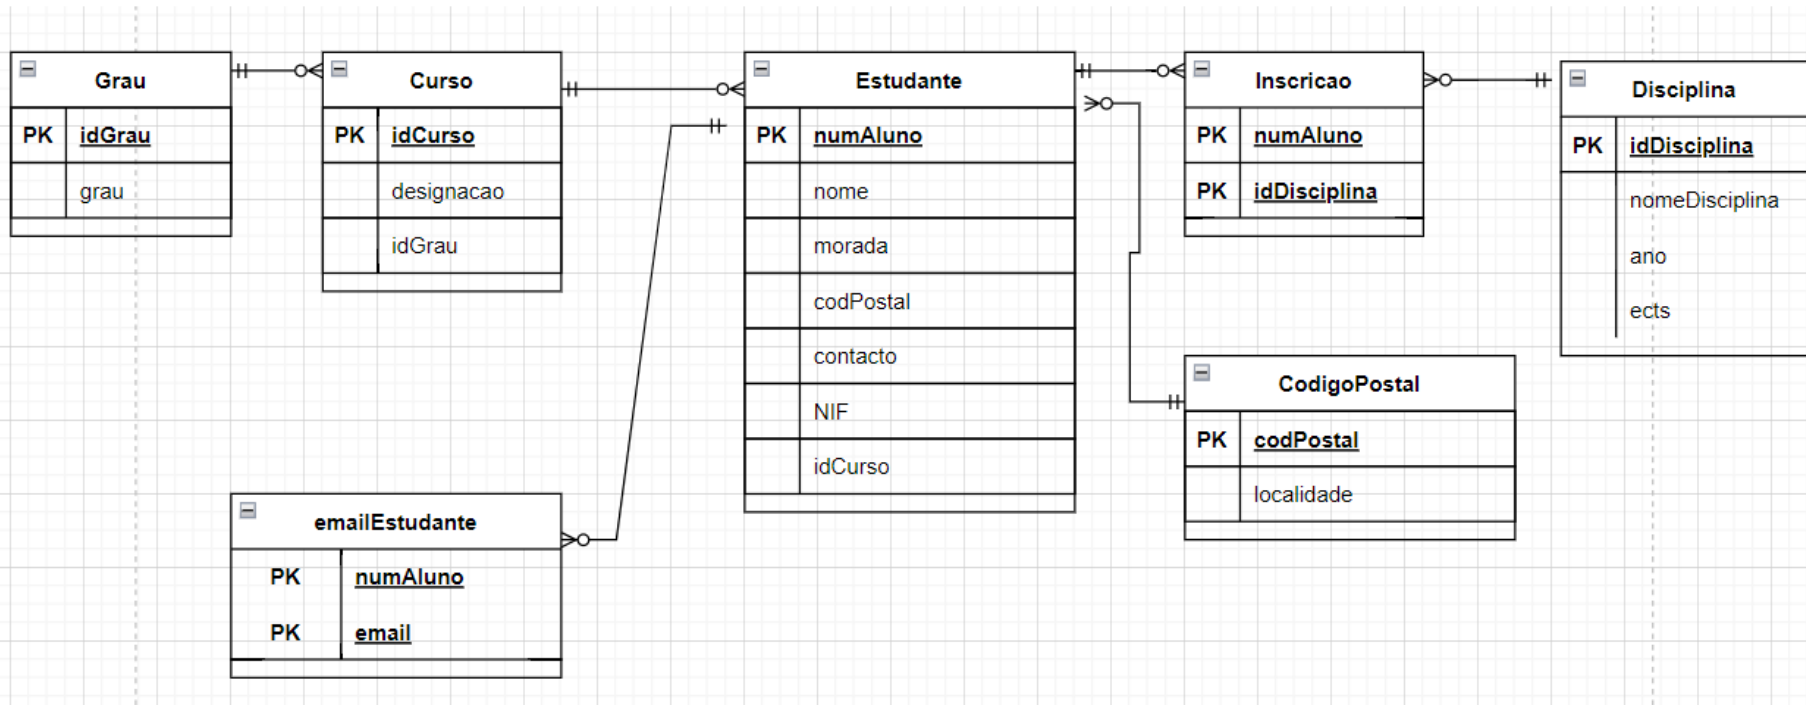 Grau
PK idGrau
grau
Curso
PK idCurso
designacao
idGrau
Estudante
PK numAluno
nome
morada
codPostal
contacto
NIF
idCurso
Inscricao
PK numAluno
PK idDisciplina
Disciplina
PK idDisciplina
nomeDisciplina
ano
ects
CodigoPostal
PK codPostal
localidade
emailEstudante
PK numAluno
PK email